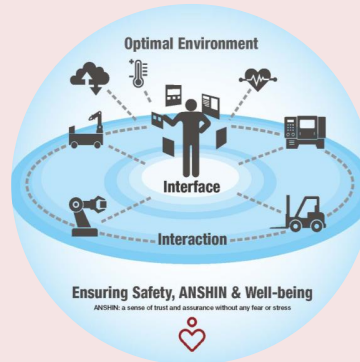 Optimal Environment
Interface
Interaction
Ensuring Safety, ANSHIN & Well-being
ANSHIN: a sense of trust and assurance without any fear or stress